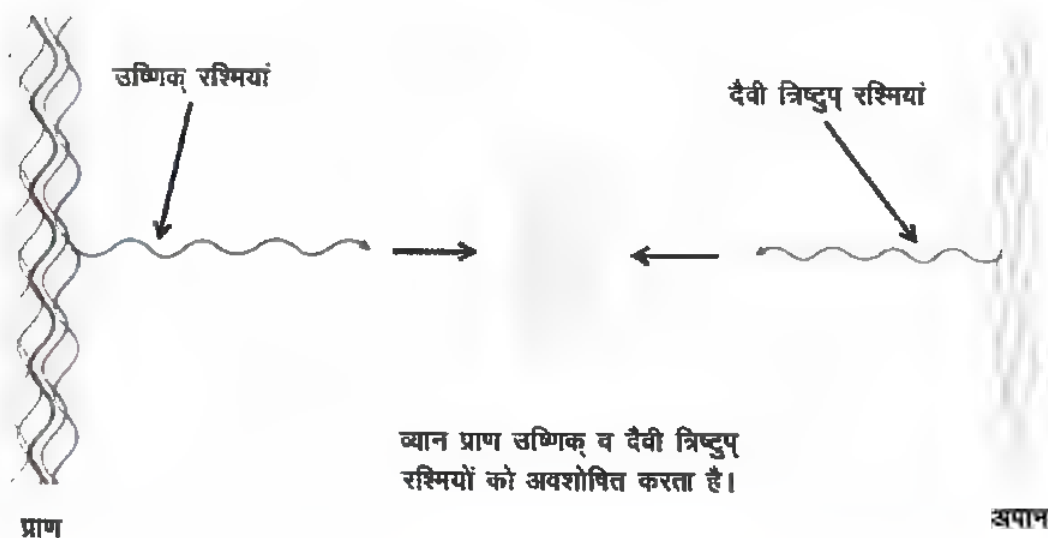 उष्णिक् रश्मियां
दैवी त्रिष्टुप् रश्मियां
व्यान प्राण उष्णिक् व दैवी त्रिष्टुप्
रश्मियों को अवशोषित करता है।
प्राण
अपान